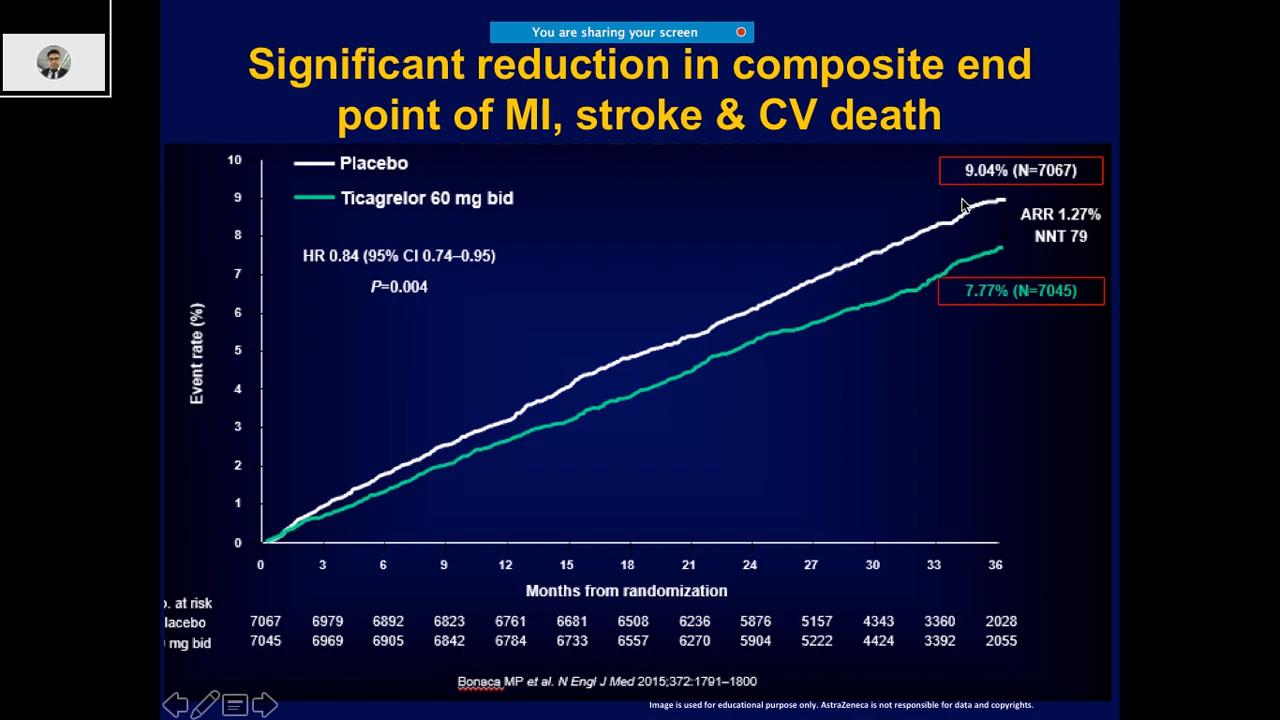 You are sharing your screen
Significant reduction in composite end
point of MI, stroke & CV death
10
9
8
7
6
5
4
3
2
1
0
Event rate (%)
Placebo
Ticagrelor 60 mg bid
HR 0.84 (95% CI 0.74–0.95)
P=0.004
9.04% (N=7067)
ARR 1.27%
NNT 79
7.77% (N=7045)
0 3 6 9 12 15 18 21 24 27 30 33 36
Months from randomization
. at risk
lacebo 7067 6979 6892 6823 6761 6681 6508 6236 5876 5157 4343 3360 2028
mg bid 7045 6969 6905 6842 6784 6733 6557 6270 5904 5222 4424 3392 2055
Bonaca MP et al. N Engl J Med 2015;372:1791–1800
Image is used for educational purpose only. AstraZeneca is not responsible for data and copyrights.